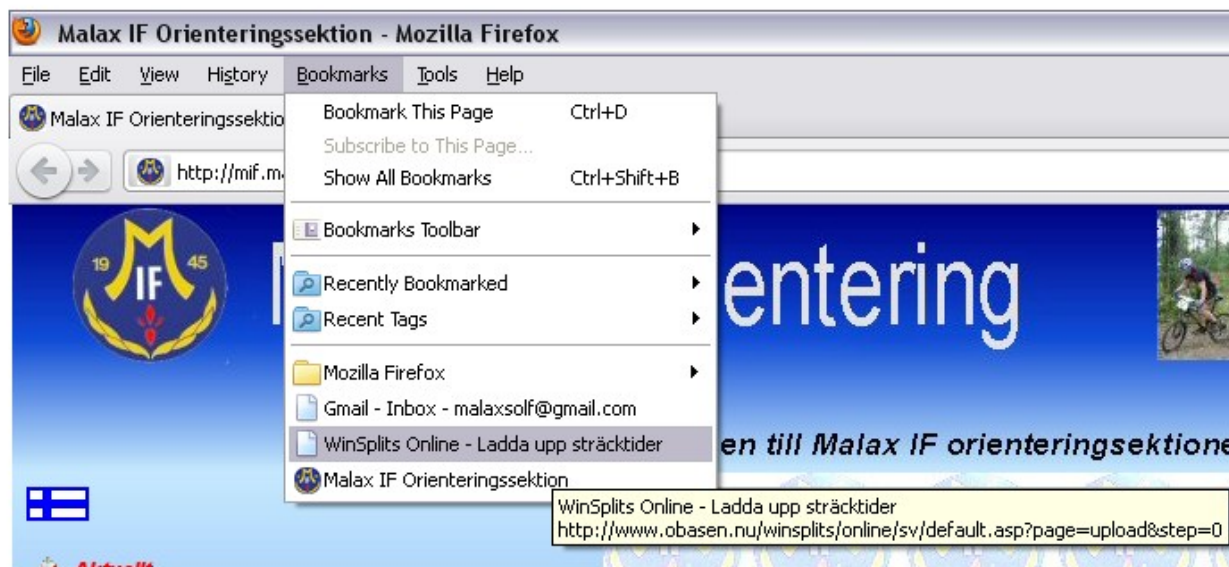 Malax IF Orienteringssektion - Mozilla Firefox
File Edit View History Bookmarks Tools Help
Malax IF Orienteringssektio
Bookmark This Page Ctrl+D
Subscribe to This Page...
Show All Bookmarks Ctrl+Shift+B
http://mif.m
Bookmarks Toolbar
19 IF 45
entering
Recently Bookmarked
Recent Tags
Mozilla Firefox
Gmail - Inbox - malaxsolf@gmail.com
WinSplits Online - Ladda upp sträcktider
en till Malax IF orienteringsektione
Malax IF Orienteringssektion
WinSplits Online - Ladda upp sträcktider
http://www.obasen.nu/winsplits/online/sv/default.asp?page=upload&step=0
Aktuellt